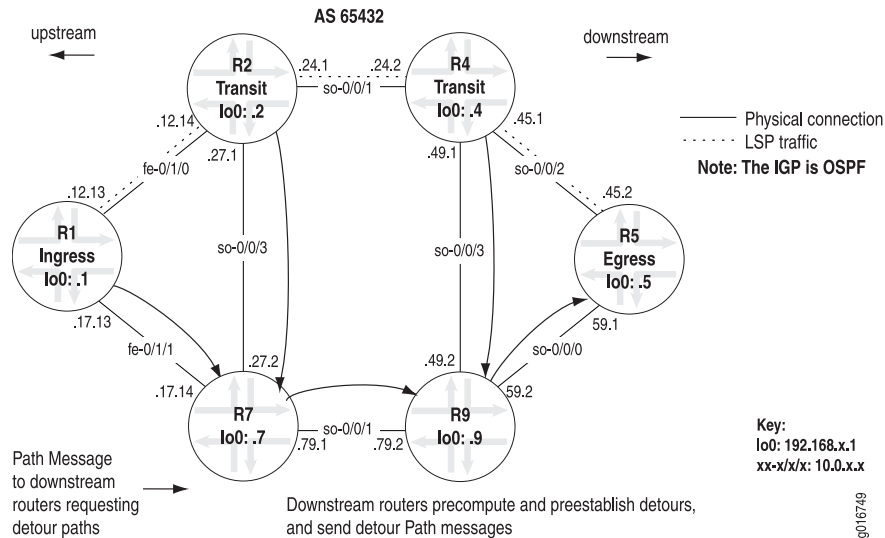 AS 65432
upstream
downstream
R2
Transit
lo0: .2
.24.1
.24.2
so-0/0/1
R4
Transit
lo0: .4
Physical connection
LSP traffic
Note: The IGP is OSPF
.12.14
.27.1
.49.1
.45.1
fe-0/1/0
so-0/0/2
.12.13
.45.2
R1
Ingress
lo0: .1
so-0/0/3
so-0/0/3
R5
Egress
lo0: .5
.17.13
59.1
fe-0/1/1
so-0/0/0
.27.2
.49.2
.17.14
59.2
R7
lo0: .7
so-0/0/1
.79.1
.79.2
R9
lo0: .9
Key:
lo0: 192.168.x.1
xx-x/x/x: 10.0.x.x
Path Message
to downstream
routers requesting
detour paths
Downstream routers precompute and preestablish detours,
and send detour Path messages
g016749